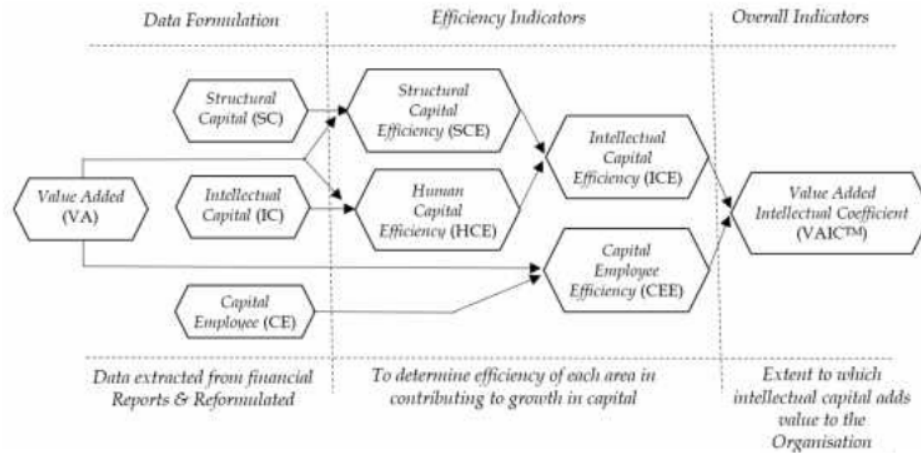 Data Formulation
Efficiency Indicators
Overall Indicators
Structural
Capital (SC)
Structural
Capital
Efficiency (SCE)
Intellectual
Capital
Efficiency (ICE)
Value Added
(VA)
Intellectual
Capital (IC)
Human
Capital
Efficiency (HCE)
Value Added
Intellectual Coefficient
(VAIC™)
Capital
Employee
Efficiency (CEE)
Capital
Employee (CE)
Data extracted from financial
Reports & Reformulated
To determine efficiency of each area in
contributing to growth in capital
Extent to which
intellectual capital adds
value to the
Organisation